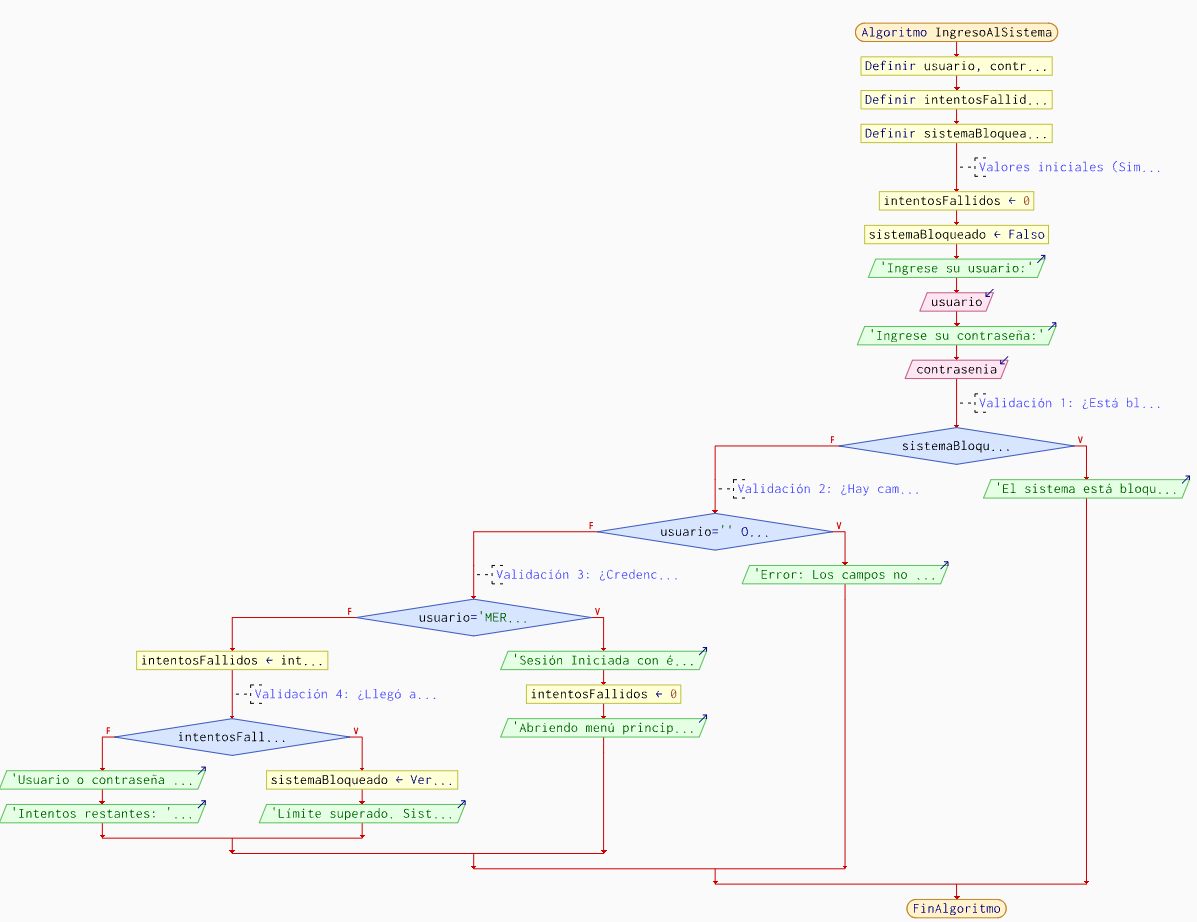 Algoritmo IngresoAlSistema
Definir usuario, contr...
Definir intentosFallid...
Definir sistemaBloquea...
Valores iniciales (Sim...
intentosFallidos ← 0
sistemaBloqueado ← Falso
'Ingrese su usuario:'
usuario
'Ingrese su contraseña:'
contrasenia
Validación 1: ¿Está bl...
F
sistemaBloqu...
V
Validación 2: ¿Hay cam...
'El sistema está bloqu...
F
usuario='' O...
V
Validación 3: ¿Credenc...
'Error: Los campos no ...
F
usuario='MER...
V
intentosFallidos ← int...
'Sesión Iniciada con é...
Validación 4: ¿Llegó a...
intentosFallidos ← 0
F
intentosFall...
V
'Abriendo menú princip...
'Usuario o contraseña ...
sistemaBloqueado ← Ver...
'Intentos restantes: '...
'Límite superado. Sist...
FinAlgoritmo